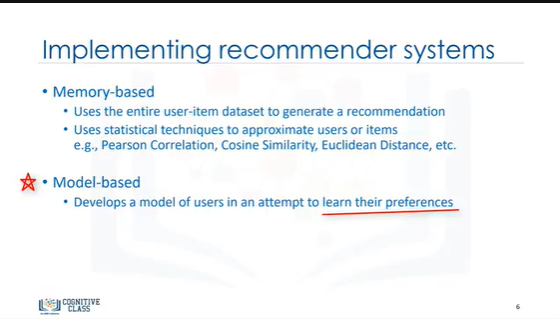 Implementing recommender systems
• Memory-based
• Uses the entire user-item dataset to generate a recommendation
• Uses statistical techniques to approximate users or items
e.g., Pearson Correlation, Cosine Similarity, Euclidean Distance, etc.
• Model-based
• Develops a model of users in an attempt to learn their preferences
COGNITIVE
CLASS
6